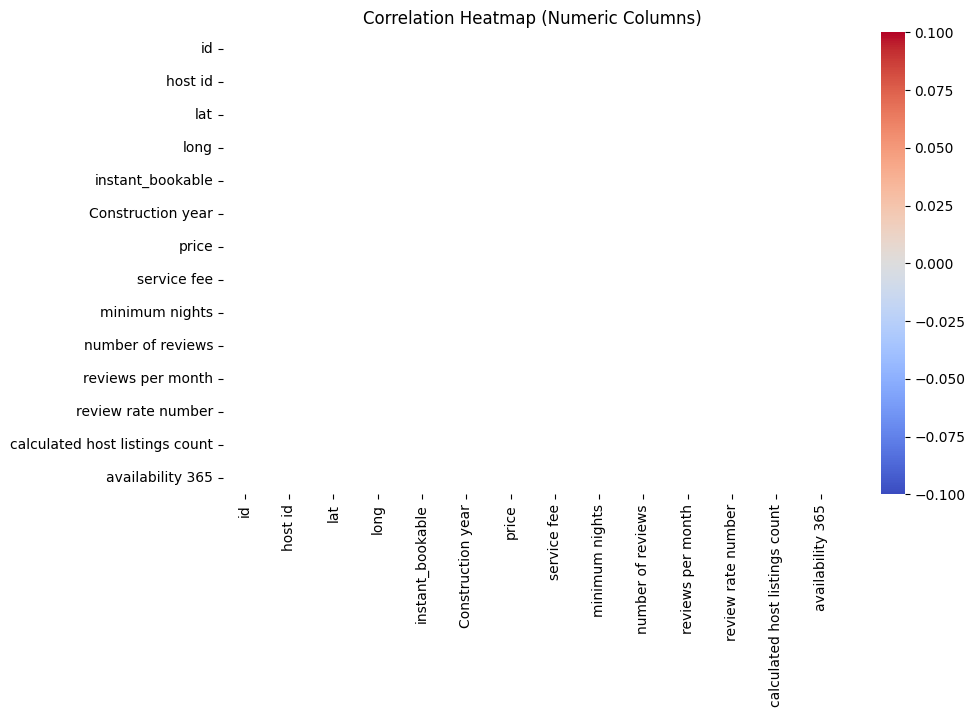 Correlation Heatmap (Numeric Columns)
id
host id
lat
long
instant_bookable
Construction year
price
service fee
minimum nights
number of reviews
reviews per month
review rate number
calculated host listings count
availability 365
id
host id
lat
long
instant_bookable
Construction year
price
service fee
minimum nights
number of reviews
reviews per month
review rate number
calculated host listings count
availability 365
0.100
0.075
0.050
0.025
0.000
−0.025
−0.050
−0.075
−0.100